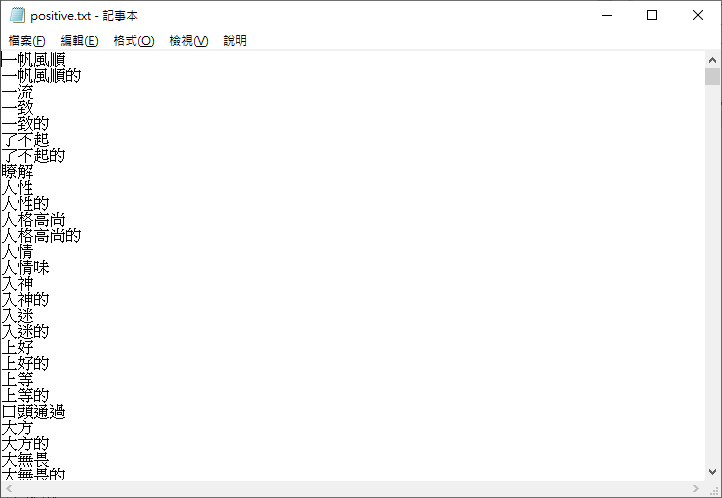 positive.txt - 記事本
檔案(F) 編輯(E) 格式(O) 檢視(V) 說明
一帆風順
一帆風順的
一流
一致
一致的
了不起
了不起的
瞭解
人性
人性的
人格高尚
人格高尚的
人情
人情味
入神
入神的
入迷
入迷的
上好
上好的
上等
上等的
口頭通過
大方
大方的
大無畏
大無畏的